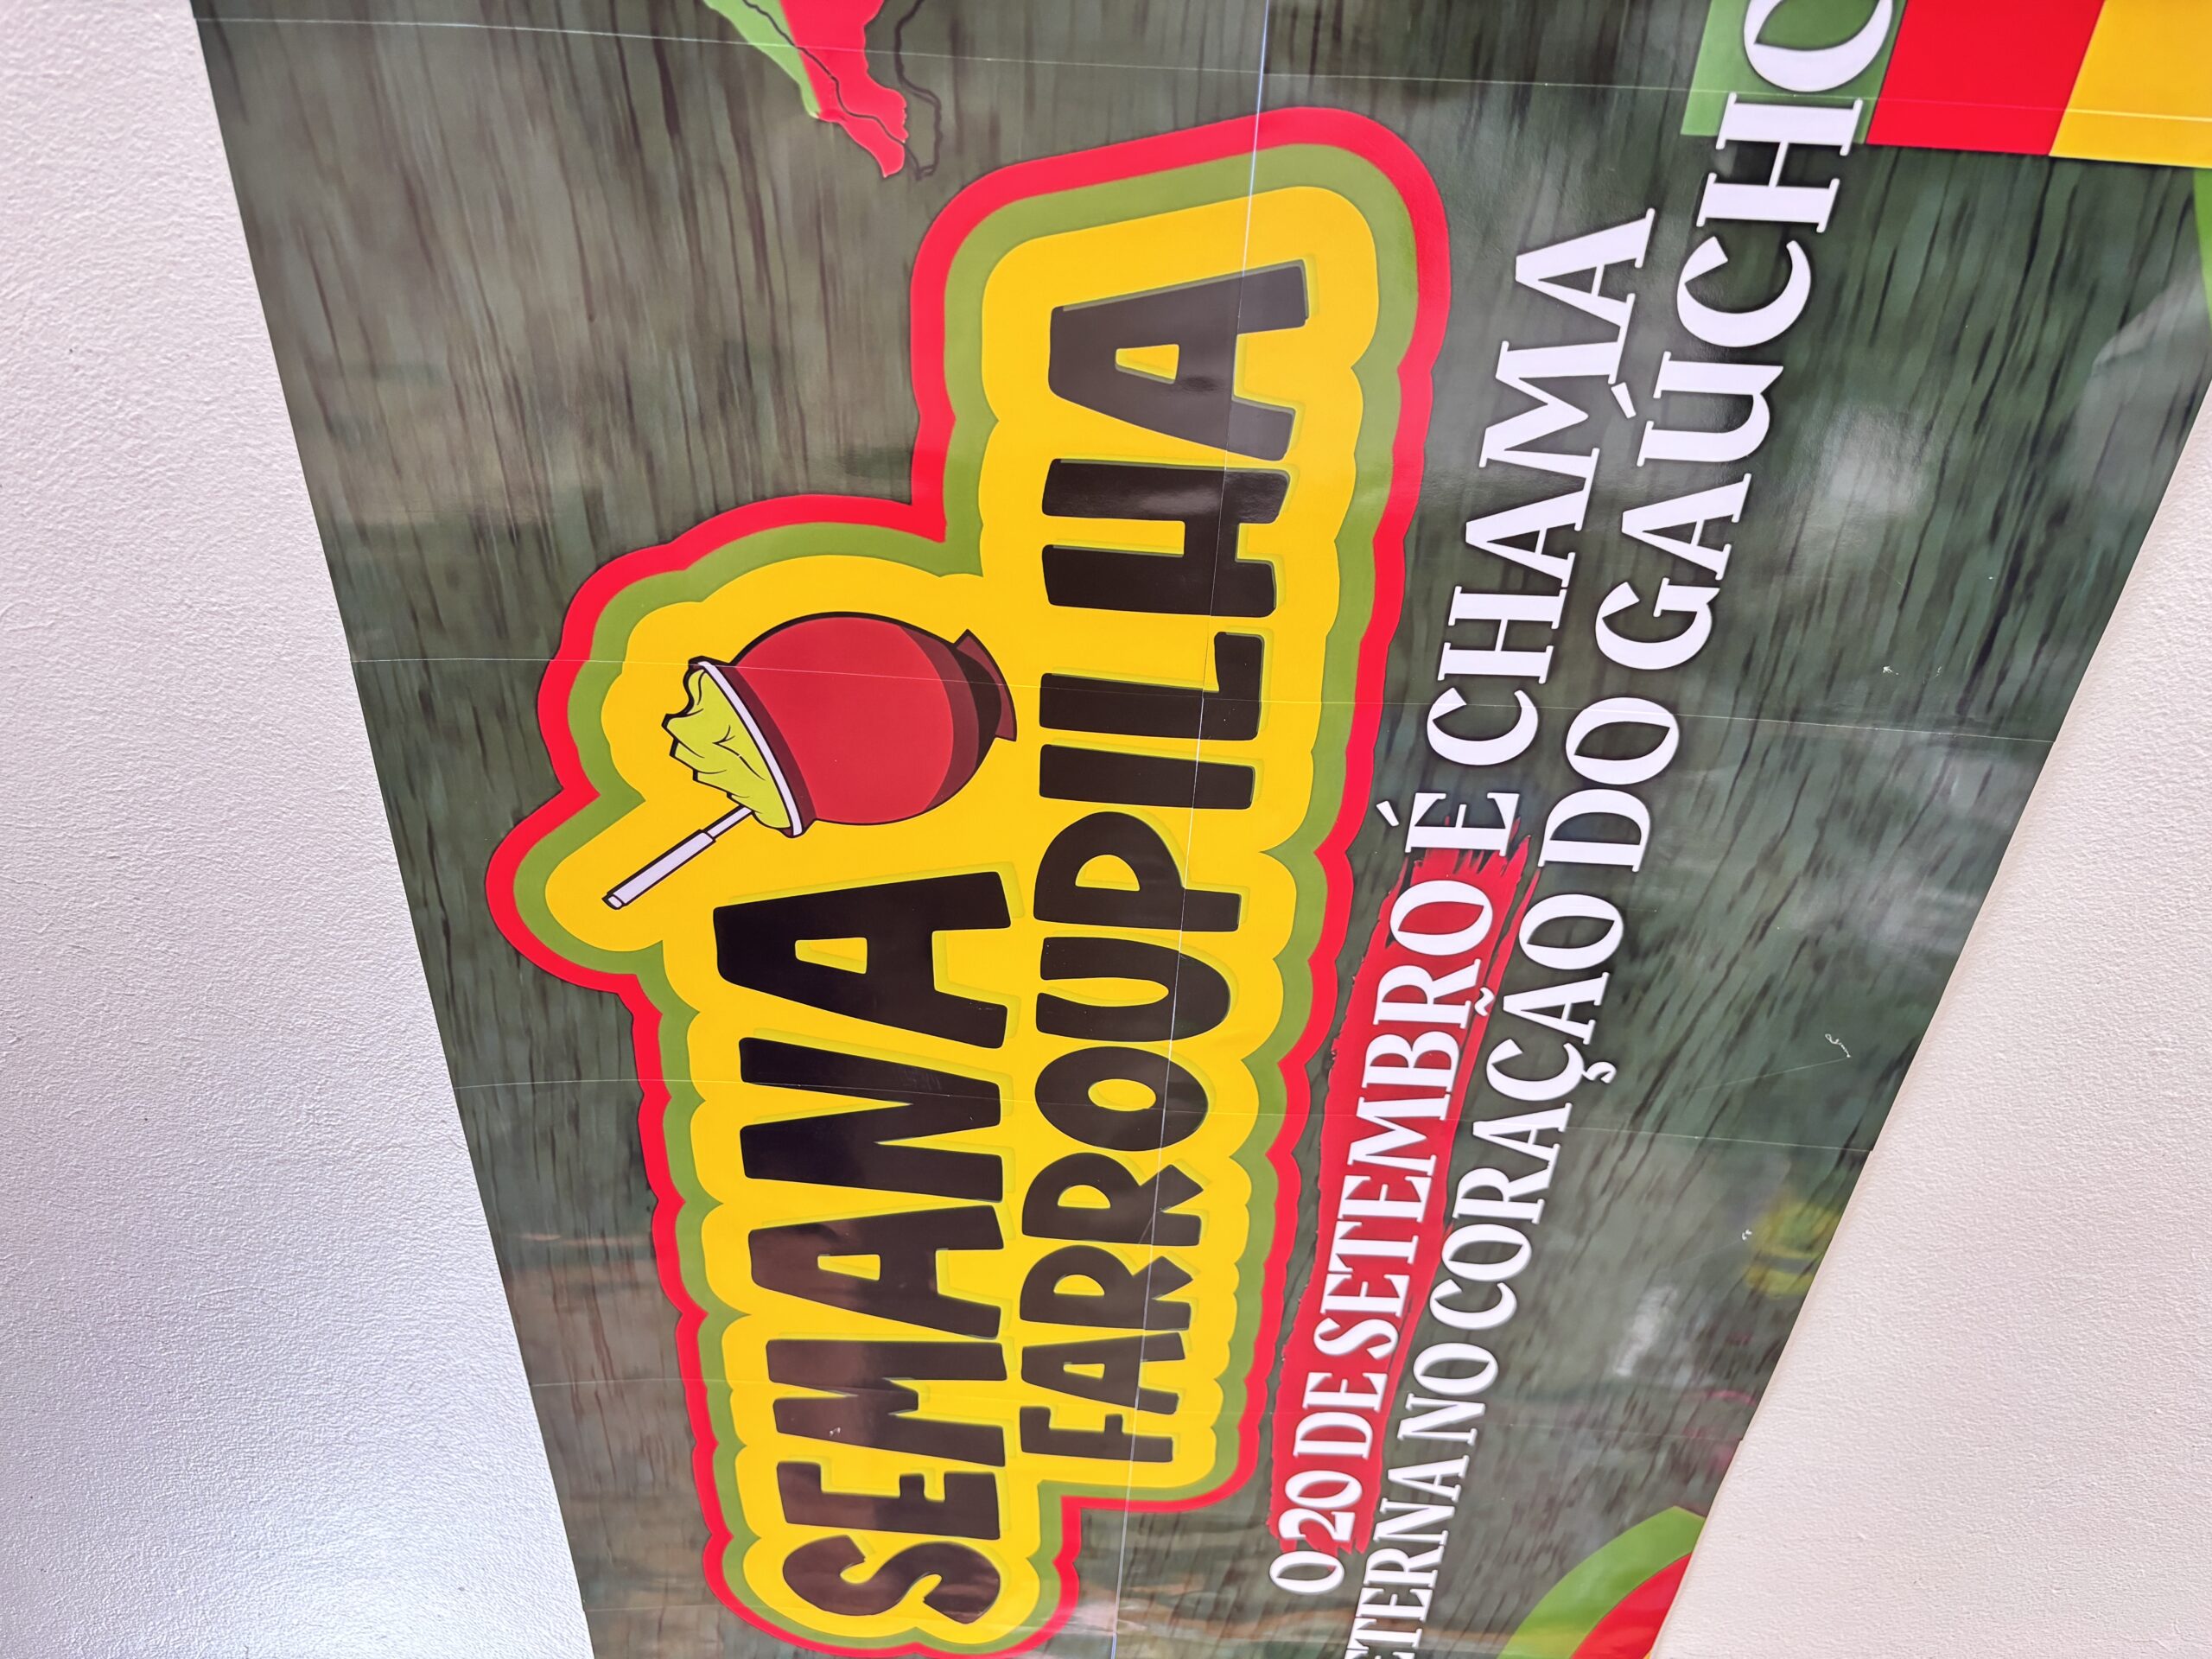 SEMANA
FARROUPILHA
O 20 DE SETEMBRO É CHAMA
ETERNA NO CORAÇÃO DO GAÚCHO